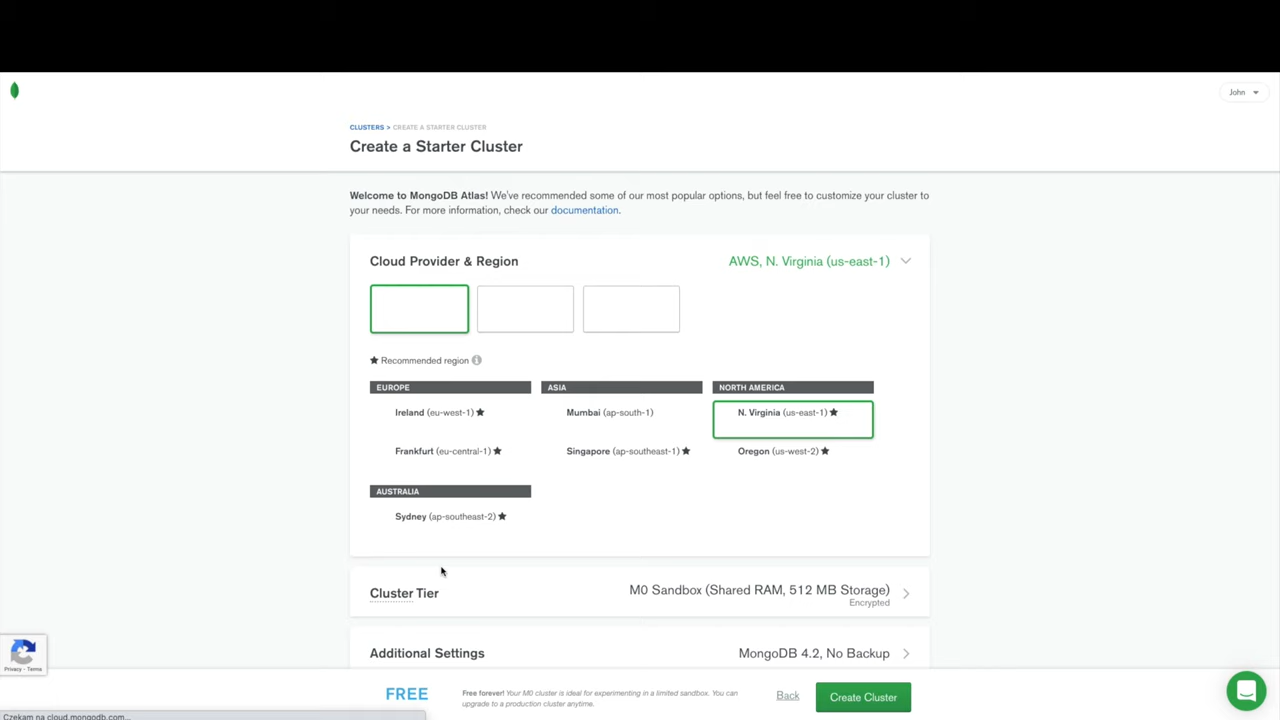 John
CLUSTERS > CREATE A STARTER CLUSTER
Create a Starter Cluster
Welcome to MongoDB Atlas! We've recommended some of our most popular options, but feel free to customize your cluster to
your needs. For more information, check our documentation.
Cloud Provider & Region
AWS, N. Virginia (us-east-1)
★ Recommended region
EUROPE
ASIA
NORTH AMERICA
Ireland (eu-west-1) ★
Mumbai (ap-south-1)
N. Virginia (us-east-1) ★
Frankfurt (eu-central-1) ★
Singapore (ap-southeast-1) ★
Oregon (us-west-2) ★
AUSTRALIA
Sydney (ap-southeast-2) ★
Cluster Tier
M0 Sandbox (Shared RAM, 512 MB Storage)
Encrypted
Additional Settings
MongoDB 4.2, No Backup
Privacy - Terms
FREE
Free forever! Your M0 cluster is ideal for experimenting in a limited sandbox. You can
upgrade to a production cluster anytime.
Back
Create Cluster
Czekam na cloud.mongodb.com...